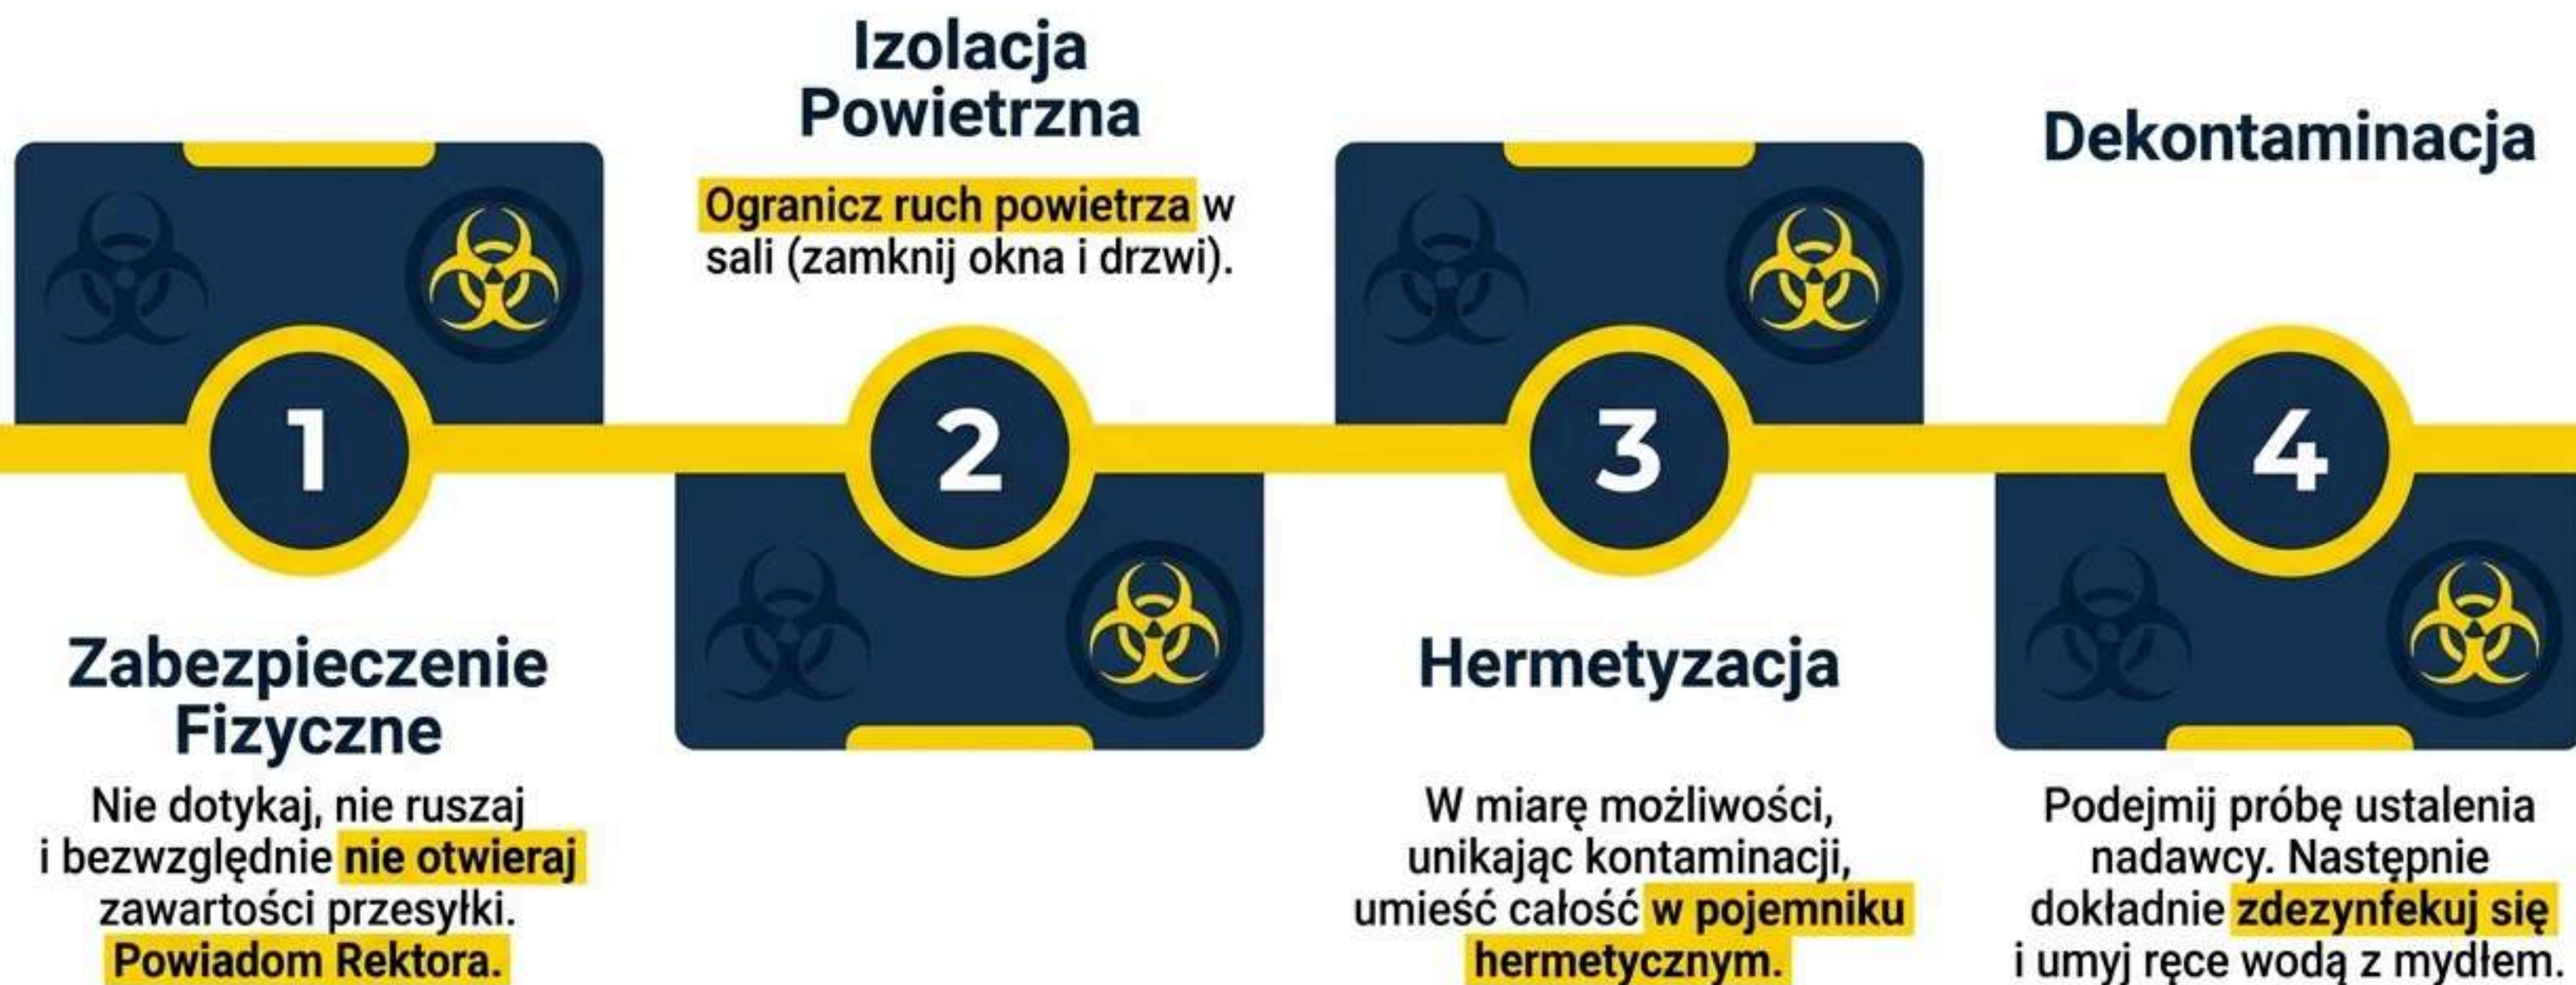 1
Zabezpieczenie
Fizyczne
Nie dotykaj, nie ruszaj
i bezwzględnie nie otwieraj
zawartości przesyłki.
Powiadom Rektora.
Izolacja
Powietrzna
Ogranicz ruch powietrza w
sali (zamknij okna i drzwi).
2
3
Hermetyzacja
W miarę możliwości,
unikając kontaminacji,
umieść całość w pojemniku
hermetycznym.
Dekontaminacja
4
Podejmij próbę ustalenia
nadawcy. Następnie
dokładnie zdezynfekuj się
i umyj ręce wodą z mydłem.